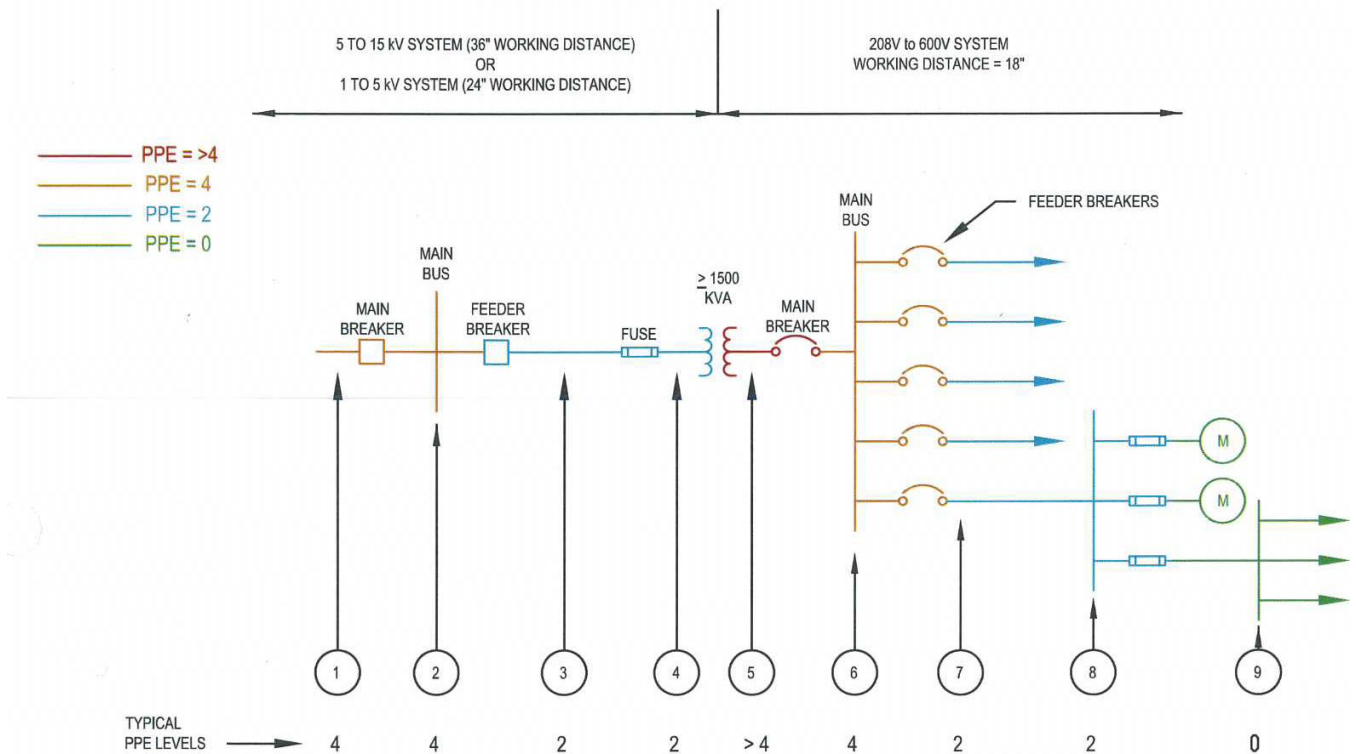 5 TO 15 kV SYSTEM (36" WORKING DISTANCE)
OR
1 TO 5 kV SYSTEM (24" WORKING DISTANCE)
208V to 600V SYSTEM
WORKING DISTANCE = 18"
PPE = >4
PPE = 4
PPE = 2
PPE = 0
MAIN
BUS
FEEDER BREAKERS
MAIN
BUS
≥ 1500
KVA
MAIN
BREAKER
FEEDER
BREAKER
FUSE
MAIN
BREAKER
M
M
1
2
3
4
5
6
7
8
9
TYPICAL
PPE LEVELS
4 4 2 2 > 4 4 2 2 0